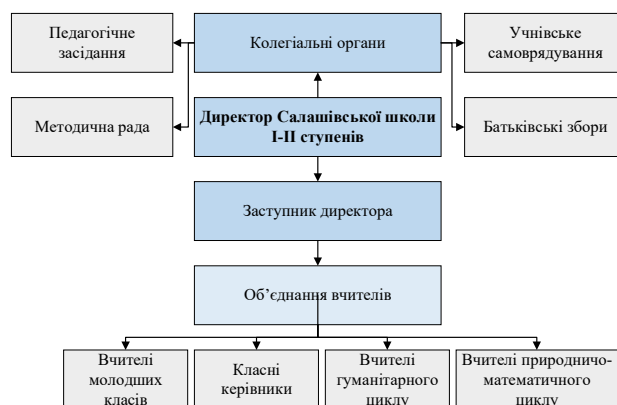 Педагогічне
засідання
Колегіальні органи
Учнівське
самоврядування
Методична рада
Директор Салашівської школи
І-ІІ ступенів
Батьківські збори
Заступник директора
Об’єднання вчителів
Вчителі
молодших
класів
Класні
керівники
Вчителі
гуманітарного
циклу
Вчителі природничо-
математичного
циклу